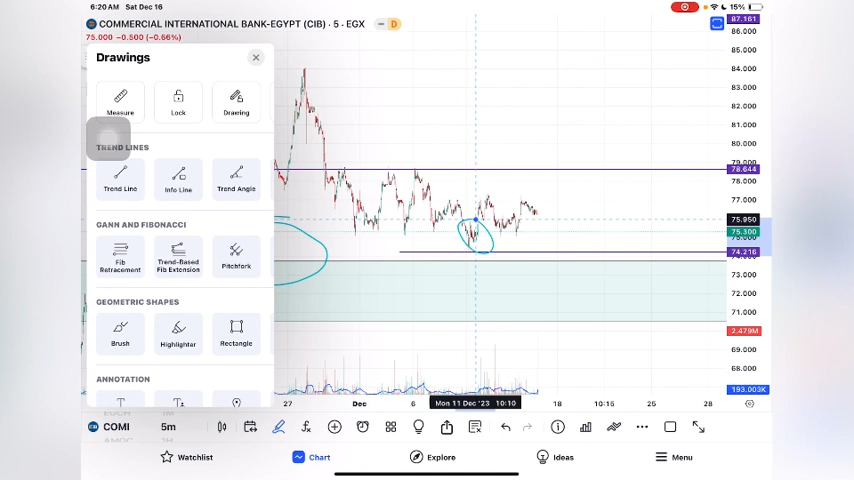 6:20 AM Sat Dec 16
15%
COMMERCIAL INTERNATIONAL BANK-EGYPT (CIB) · 5 · EGX
D
75.000 −0.500 (−0.66%)
Drawings
Measure
Lock
Drawing
TREND LINES
Trend Line
Info Line
Trend Angle
GANN AND FIBONACCI
Fib Retracement
Trend-Based Fib Extension
Pitchfork
GEOMETRIC SHAPES
Brush
Highlighter
Rectangle
ANNOTATION
87.161
86.000
85.000
84.000
83.000
82.000
81.000
80.000
79.000
78.644
78.000
77.000
75.950
75.300
74.216
73.000
72.000
71.000
2.479M
69.000
68.000
193.003K
27
Dec
6
Mon 11 Dec '23 10:10
18
10:15
25
28
COMI
5m
Watchlist
Chart
Explore
Ideas
Menu